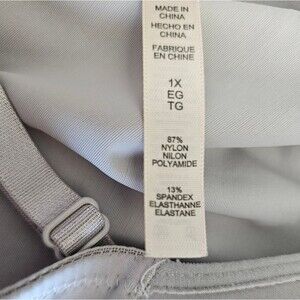 MADE IN
CHINA
HECHO EN
CHINA
FABRIQUE
EN CHINE
1X
EG
TG
87%
NYLON
NILON
POLYAMIDE
13%
SPANDEX
ELASTHANNE
ELASTANE